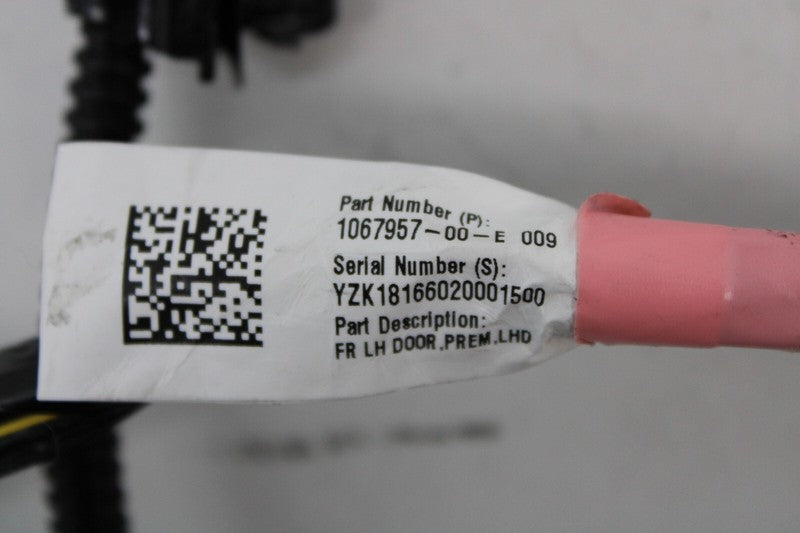 Part Number (P):
1067957-00-E 009
Serial Number (S):
YZK18166020001500
Part Description:
FR LH DOOR,PREM,LHD